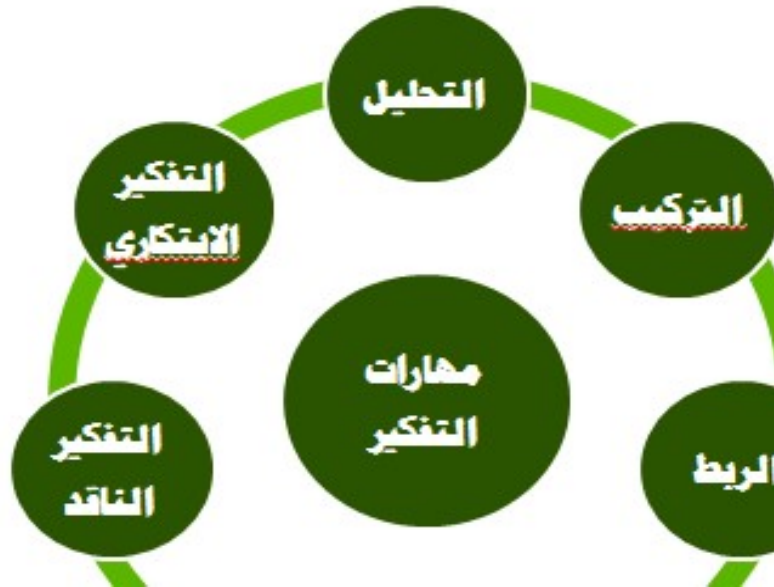 التحليل
التفكير
الابتكاري
التركيب
مهارات
التفكير
التفكير
الناقد
الربط